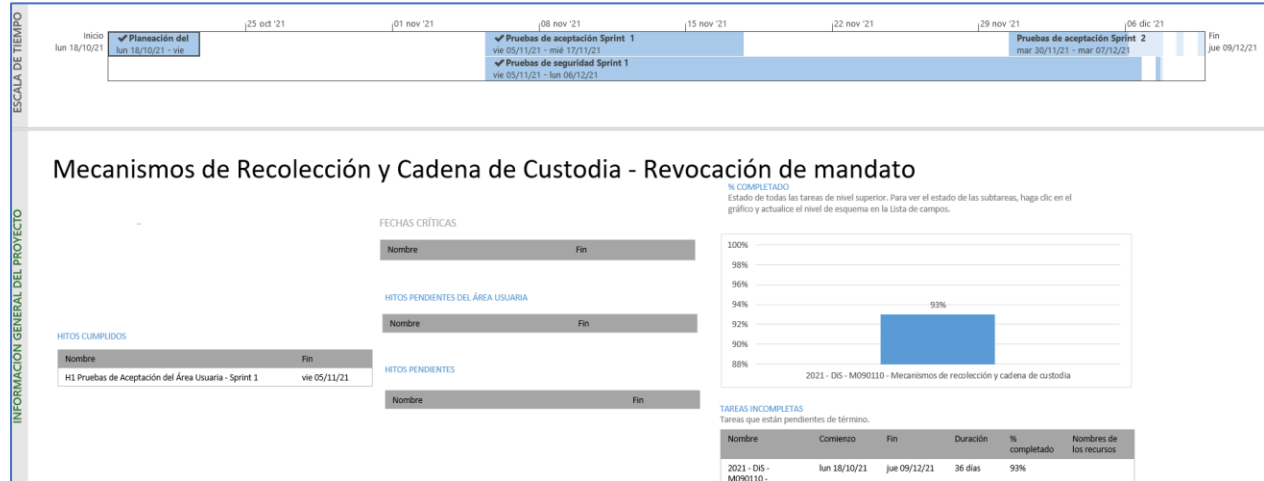 ESCALA DE TIEMPO
25 oct '21
01 nov '21
08 nov '21
15 nov '21
22 nov '21
29 nov '21
06 dic '21
Inicio
lun 18/10/21
✔ Planeación del
lun 18/10/21 - vie
✔ Pruebas de aceptación Sprint 1
vie 05/11/21 - mié 17/11/21
Pruebas de aceptación Sprint 2
mar 30/11/21 - mar 07/12/21
Fin
jue 09/12/21
✔ Pruebas de seguridad Sprint 1
vie 05/11/21 - lun 06/12/21
INFORMACIÓN GENERAL DEL PROYECTO
Mecanismos de Recolección y Cadena de Custodia - Revocación de mandato
HITOS CUMPLIDOS
Nombre Fin
H1 Pruebas de Aceptación del Área Usuaria - Sprint 1 vie 05/11/21
FECHAS CRÍTICAS
Nombre Fin
HITOS PENDIENTES DEL ÁREA USUARIA
Nombre Fin
HITOS PENDIENTES
Nombre Fin
% COMPLETADO
Estado de todas las tareas de nivel superior. Para ver el estado de las subtareas, haga clic en el
gráfico y actualice el nivel de esquema en la Lista de campos.
100%
98%
96%
94%
92%
90%
88%
93%
2021 - DiS - M090110 - Mecanismos de recolección y cadena de custodia
TAREAS INCOMPLETAS
Tareas que están pendientes de término.
Nombre Comienzo Fin Duración % completado Nombres de los recursos
2021 - DiS - lun 18/10/21 jue 09/12/21 36 días 93%
M090110 -